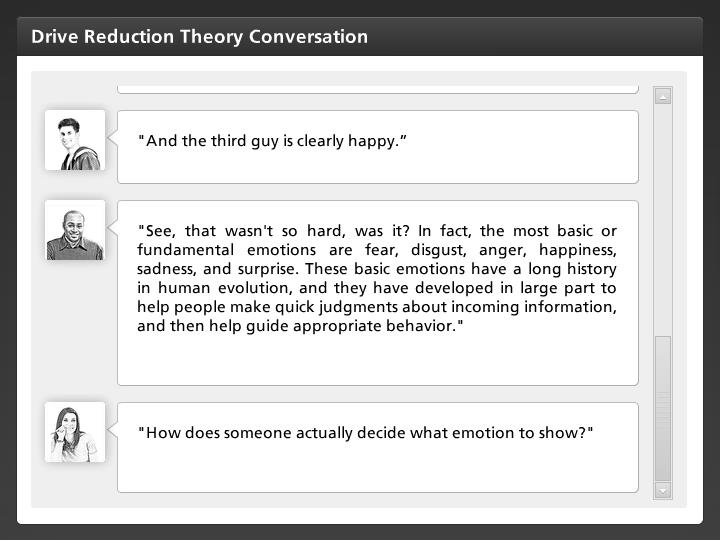 Drive Reduction Theory Conversation
"And the third guy is clearly happy.”
"See, that wasn't so hard, was it? In fact, the most basic or
fundamental emotions are fear, disgust, anger, happiness,
sadness, and surprise. These basic emotions have a long history
in human evolution, and they have developed in large part to
help people make quick judgments about incoming information,
and then help guide appropriate behavior."
"How does someone actually decide what emotion to show?"